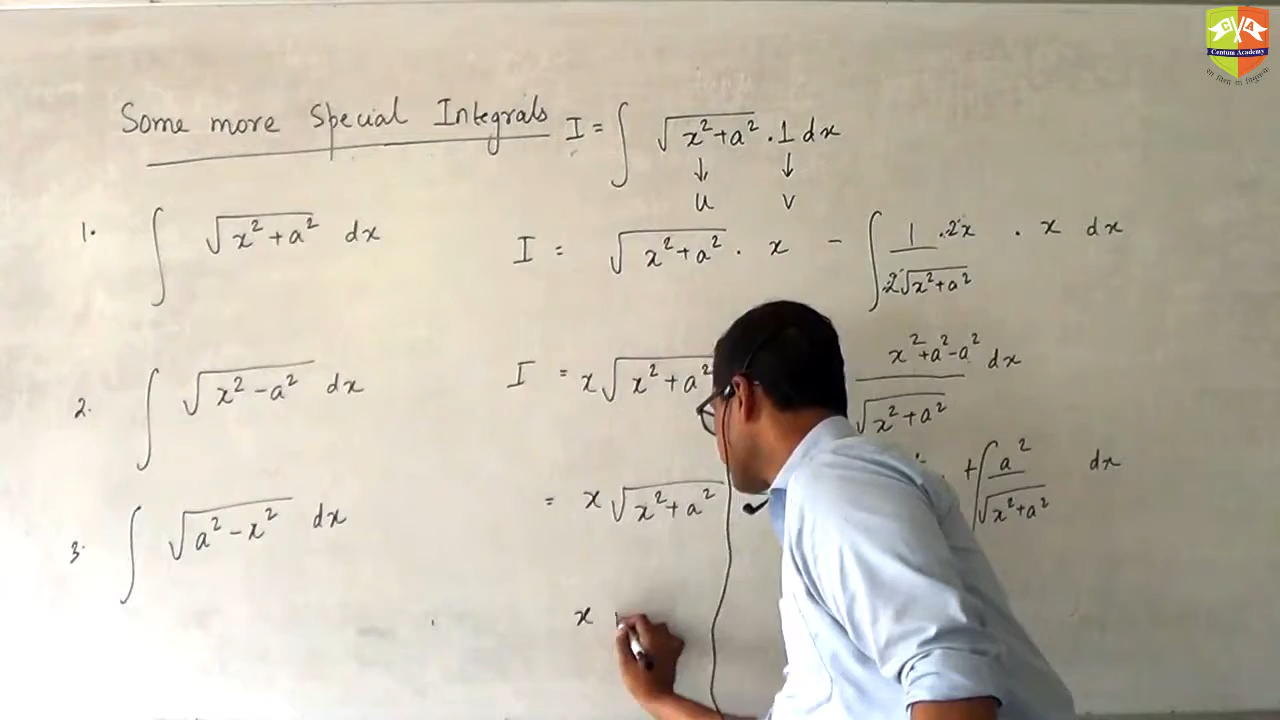 Some more Special Integrals
1. ∫ √(x²+a²) dx
2. ∫ √(x²-a²) dx
3. ∫ √(a²-x²) dx
I = ∫ √(x²+a²) . 1 dx
↓ ↓
u v
I = √(x²+a²) . x - ∫ 1/(2√(x²+a²)) . 2x . x dx
I = x√(x²+a²) (x²+a²-a²)/√(x²+a²) dx
= x√(x²+a²) + ∫ a²/√(x²+a²) dx
x
C A
Centum Academy